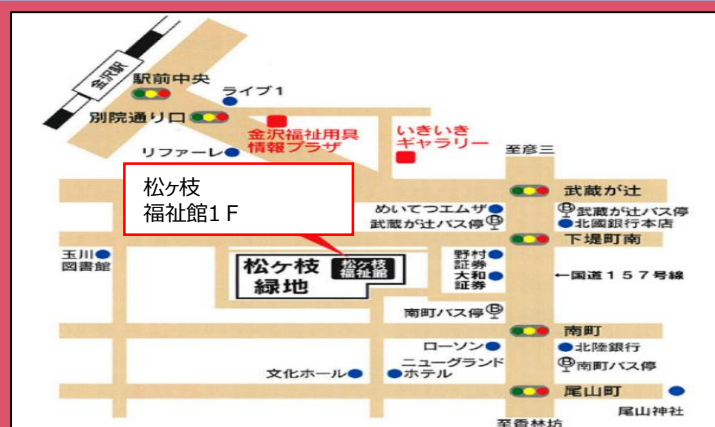 金沢駅
駅前中央
ライブ1
別院通り口
金沢福祉用具
情報プラザ
いきいき
ギャラリー
至彦三
リファーレ
松ヶ枝
福祉館1F
武蔵が辻
めいてつエムザ
武蔵が辻バス停
武蔵が辻バス停
北國銀行本店
下堤町南
玉川
図書館
松ヶ枝
緑地
松ヶ枝
福祉館
野村
証券
大和
証券
←国道157号線
南町バス停
南町
ローソン
北陸銀行
ニューグランド
ホテル
南町バス停
文化ホール
尾山町
尾山神社
至香林坊